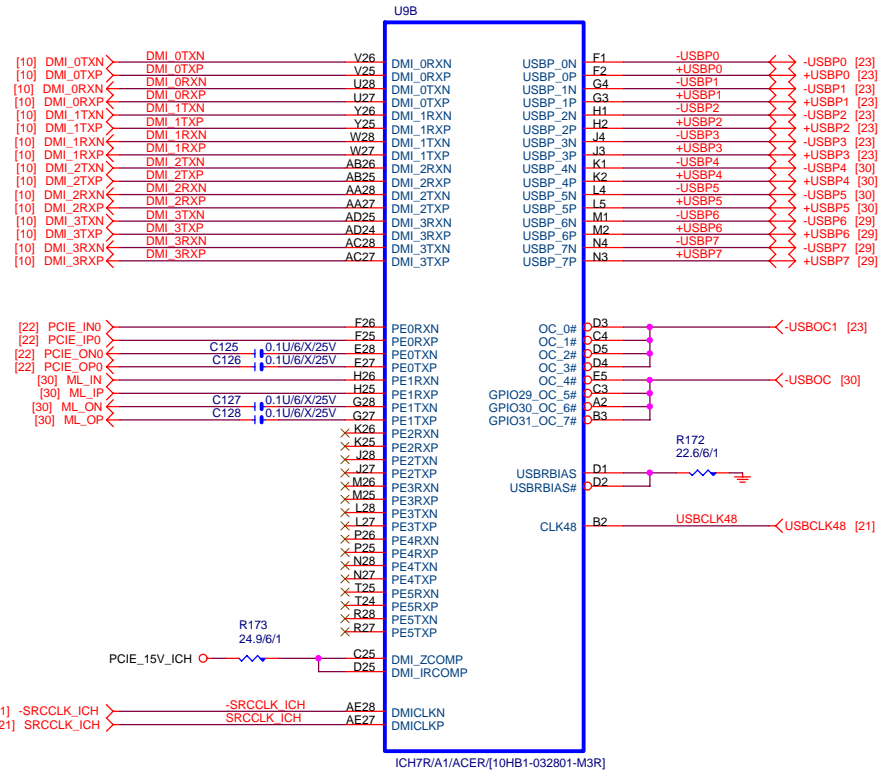 U9B
[10] DMI_0TXN DMI_0TXN V26 DMI_0RXN USBP_0N F1 -USBP0 -USBP0 [23]
[10] DMI_0TXP DMI_0TXP V25 DMI_0RXP USBP_0P F2 +USBP0 +USBP0 [23]
[10] DMI_0RXN DMI_0RXN U28 DMI_0TXN USBP_1N G4 -USBP1 -USBP1 [23]
[10] DMI_0RXP DMI_0RXP U27 DMI_0TXP USBP_1P G3 +USBP1 +USBP1 [23]
[10] DMI_1TXN DMI_1TXN Y26 DMI_1RXN USBP_2N H1 -USBP2 -USBP2 [23]
[10] DMI_1TXP DMI_1TXP Y25 DMI_1RXP USBP_2P H2 +USBP2 +USBP2 [23]
[10] DMI_1RXN DMI_1RXN W28 DMI_1TXN USBP_3N J4 -USBP3 -USBP3 [23]
[10] DMI_1RXP DMI_1RXP W27 DMI_1TXP USBP_3P J3 +USBP3 +USBP3 [23]
[10] DMI_2TXN DMI_2TXN AB26 DMI_2RXN USBP_4N K1 -USBP4 -USBP4 [30]
[10] DMI_2TXP DMI_2TXP AB25 DMI_2RXP USBP_4P K2 +USBP4 +USBP4 [30]
[10] DMI_2RXN DMI_2RXN AA28 DMI_2TXN USBP_5N L4 -USBP5 -USBP5 [30]
[10] DMI_2RXP DMI_2RXP AA27 DMI_2TXP USBP_5P L5 +USBP5 +USBP5 [30]
[10] DMI_3TXN DMI_3TXN AD25 DMI_3RXN USBP_6N M1 -USBP6 -USBP6 [29]
[10] DMI_3TXP DMI_3TXP AD24 DMI_3RXP USBP_6P M2 +USBP6 +USBP6 [29]
[10] DMI_3RXN DMI_3RXN AC28 DMI_3TXN USBP_7N N4 -USBP7 -USBP7 [29]
[10] DMI_3RXP DMI_3RXP AC27 DMI_3TXP USBP_7P N3 +USBP7 +USBP7 [29]
[22] PCIE_IN0 F26 PE0RXN OC_0# D3 -USBOC1 [23]
[22] PCIE_IP0 F25 PE0RXP OC_1# C4
[22] PCIE_ON0 C125 0.1U/6/X/25V E28 PE0TXN OC_2# D5
[22] PCIE_OP0 C126 0.1U/6/X/25V E27 PE0TXP OC_3# D4
[30] ML_IN H26 PE1RXN OC_4# E5 -USBOC [30]
[30] ML_IP H25 PE1RXP GPIO29_OC_5# C3
[30] ML_ON C127 0.1U/6/X/25V G28 PE1TXN GPIO30_OC_6# A2
[30] ML_OP C128 0.1U/6/X/25V G27 PE1TXP GPIO31_OC_7# B3
K26 PE2RXN
K25 PE2RXP
R172
22.6/6/1
J28 PE2TXN
J27 PE2TXP USBRBIAS D1
M26 PE3RXN USBRBIAS# D2
M25 PE3RXP
L28 PE3TXN
L27 PE3TXP CLK48 B2 USBCLK48 USBCLK48 [21]
P26 PE4RXN
P25 PE4RXP
N28 PE4TXN
N27 PE4TXP
T25 PE5RXN
T24 PE5RXP
R28 PE5TXN
R27 PE5TXP
R173
24.9/6/1
PCIE_15V_ICH C25 DMI_ZCOMP
D25 DMI_IRCOMP
1] -SRCCLK_ICH -SRCCLK_ICH AE28 DMICLKN
21] SRCCLK_ICH SRCCLK_ICH AE27 DMICLKP
ICH7R/A1/ACER/[10HB1-032801-M3R]